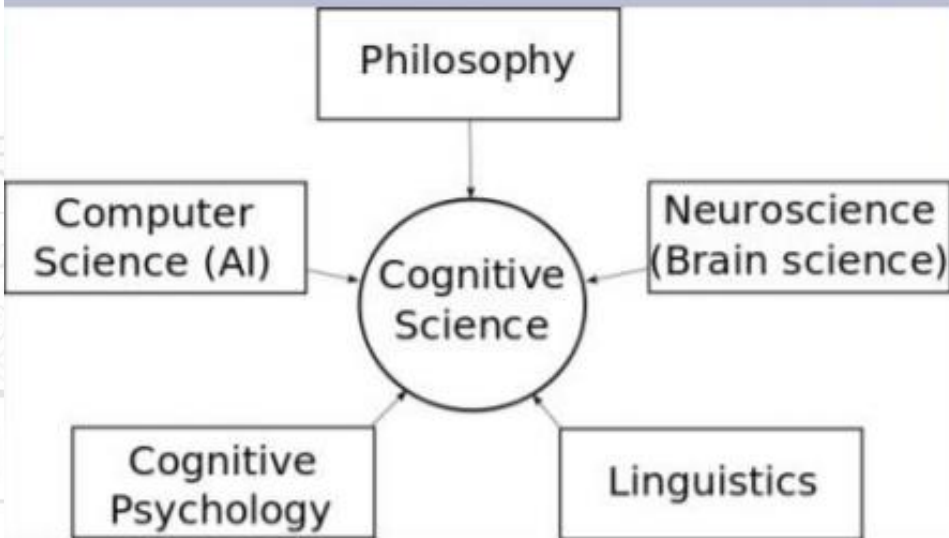 Philosophy
Computer
Science (AI)
Neuroscience
(Brain science)
Cognitive
Science
Cognitive
Psychology
Linguistics